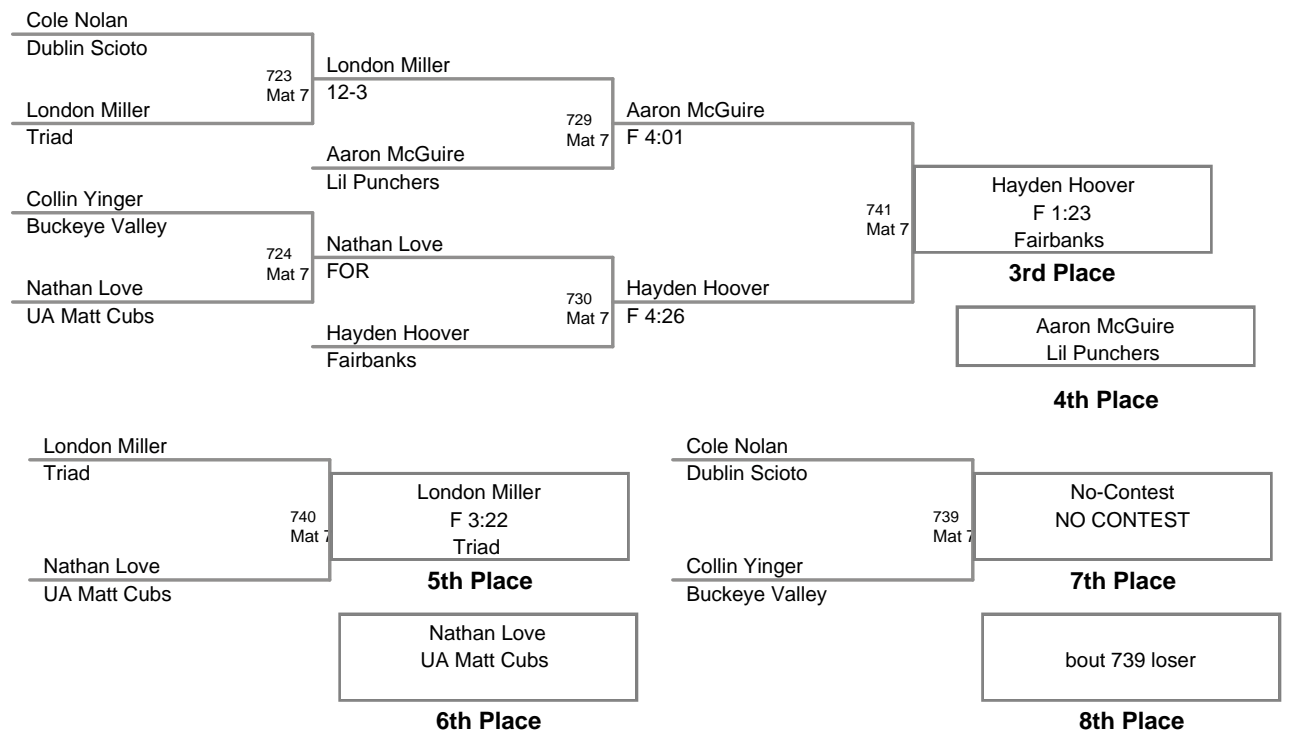 Cole Nolan
Dublin Scioto
723
Mat 7
London Miller
Triad
London Miller
12-3
729
Mat 7
Aaron McGuire
Lil Punchers
Aaron McGuire
F 4:01
Collin Yinger
Buckeye Valley
724
Mat 7
Nathan Love
UA Matt Cubs
Nathan Love
FOR
730
Mat 7
Hayden Hoover
Fairbanks
Hayden Hoover
F 4:26
741
Mat 7
Hayden Hoover
F 1:23
Fairbanks
3rd Place
Aaron McGuire
Lil Punchers
4th Place
London Miller
Triad
740
Mat 7
Nathan Love
UA Matt Cubs
London Miller
F 3:22
Triad
5th Place
Nathan Love
UA Matt Cubs
6th Place
Cole Nolan
Dublin Scioto
739
Mat 7
Collin Yinger
Buckeye Valley
No-Contest
NO CONTEST
7th Place
bout 739 loser
8th Place